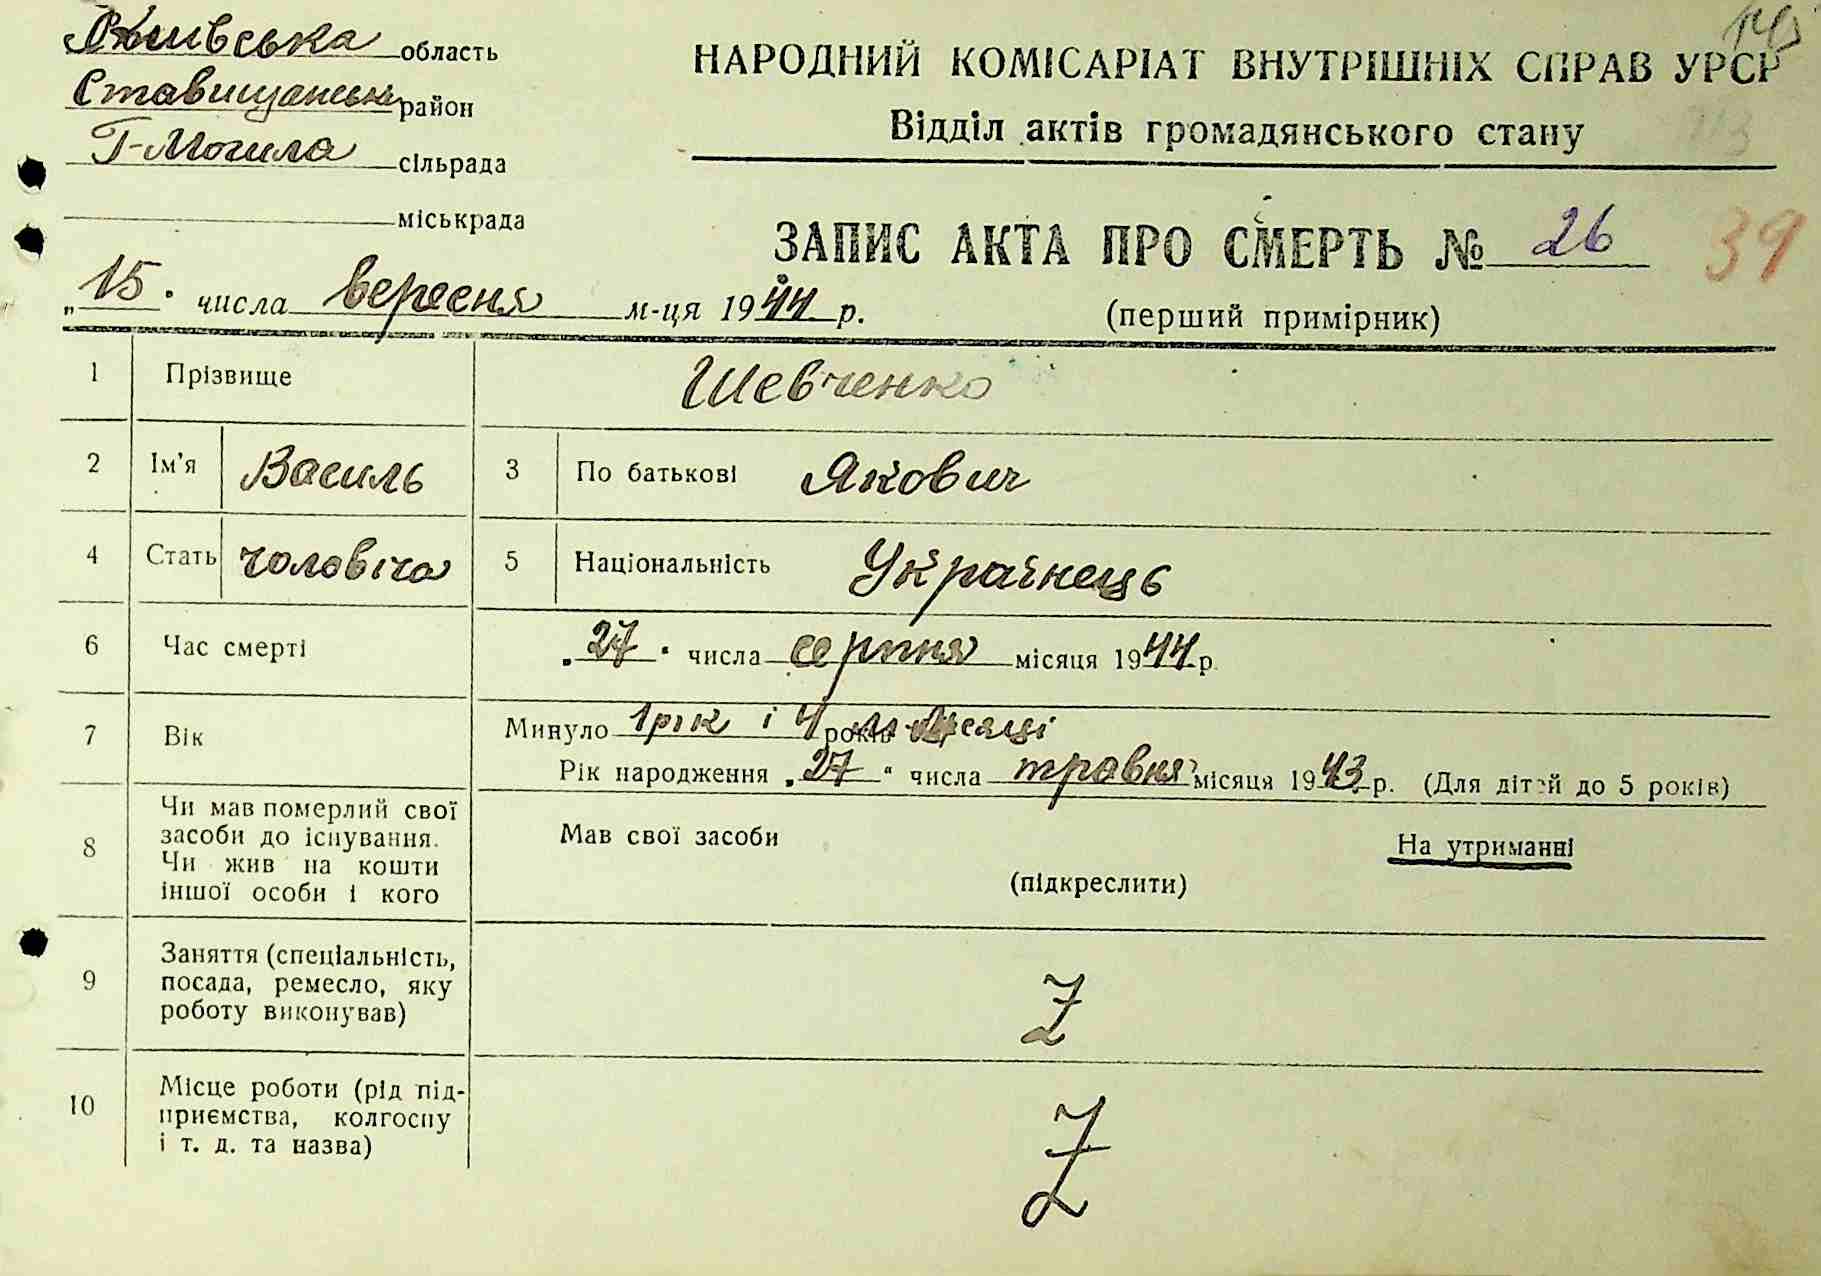 Київська область
Ставищанськ район
Г-Могила сільрада
міськрада
НАРОДНИЙ КОМІСАРІАТ ВНУТРІШНІХ СПРАВ УРСР
Відділ актів громадянського стану
ЗАПИС АКТА ПРО СМЕРТЬ № 26 39
„15" числа вересня м-ця 1944 р.
(перший примірник)
1 Прізвище Шевченко
2 Ім'я Василь 3 По батькові Якович
4 Стать чоловіча 5 Національність Українець
6 Час смерті „27" числа серпня місяця 1944 р.
7 Вік Минуло 1 рік і 4 років місяці
Рік народження „27" числа травня місяця 1943 р. (Для дітей до 5 років)
8 Чи мав померлий свої засоби до існування. Чи жив на кошти іншої особи і кого
Мав свої засоби На утриманні
(підкреслити)
9 Заняття (спеціальність, посада, ремесло, яку роботу виконував) Z
10 Місце роботи (рід підприємства, колгоспу і т. д. та назва) Z